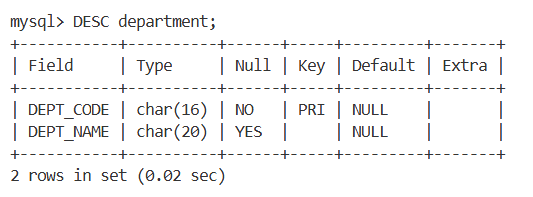 mysql> DESC department;
+-----------+----------+------+-----+---------+-------+
| Field     | Type     | Null | Key | Default | Extra |
+-----------+----------+------+-----+---------+-------+
| DEPT_CODE | char(16) | NO   | PRI | NULL    |       |
| DEPT_NAME | char(20) | YES  |     | NULL    |       |
+-----------+----------+------+-----+---------+-------+
2 rows in set (0.02 sec)